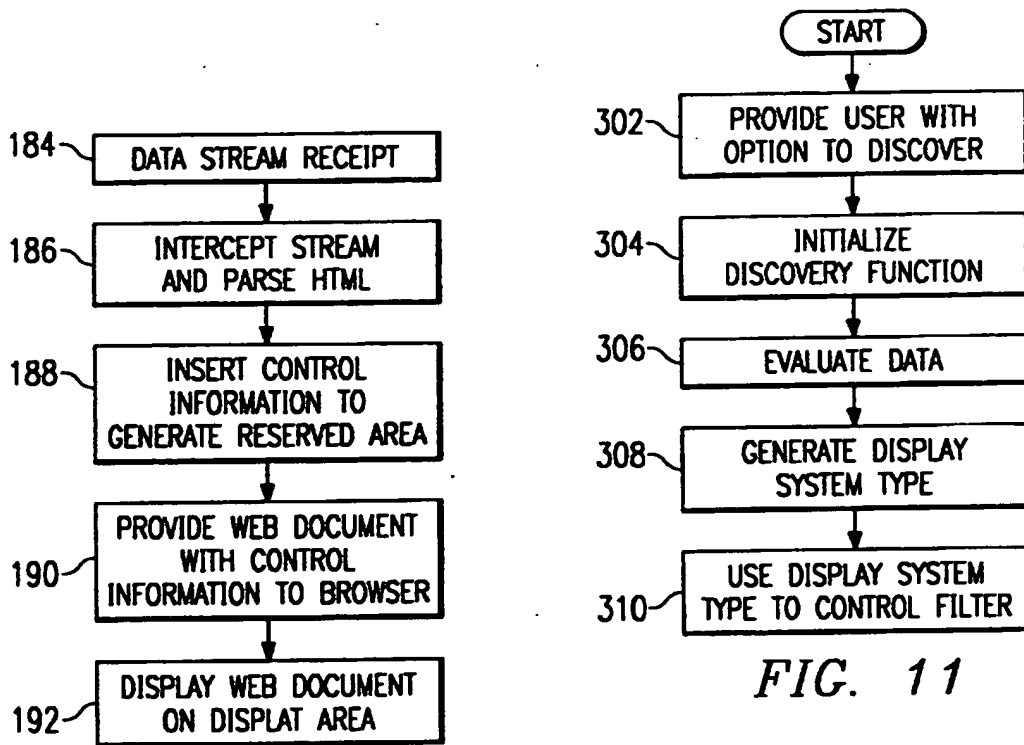 184
DATA STREAM RECEIPT
186
INTERCEPT STREAM
AND PARSE HTML
188
INSERT CONTROL
INFORMATION TO
GENERATE RESERVED AREA
190
PROVIDE WEB DOCUMENT
WITH CONTROL
INFORMATION TO BROWSER
192
DISPLAY WEB DOCUMENT
ON DISPLAT AREA
START
302
PROVIDE USER WITH
OPTION TO DISCOVER
304
INITIALIZE
DISCOVERY FUNCTION
306
EVALUATE DATA
308
GENERATE DISPLAY
SYSTEM TYPE
310
USE DISPLAY SYSTEM
TYPE TO CONTROL FILTER
FIG. 11